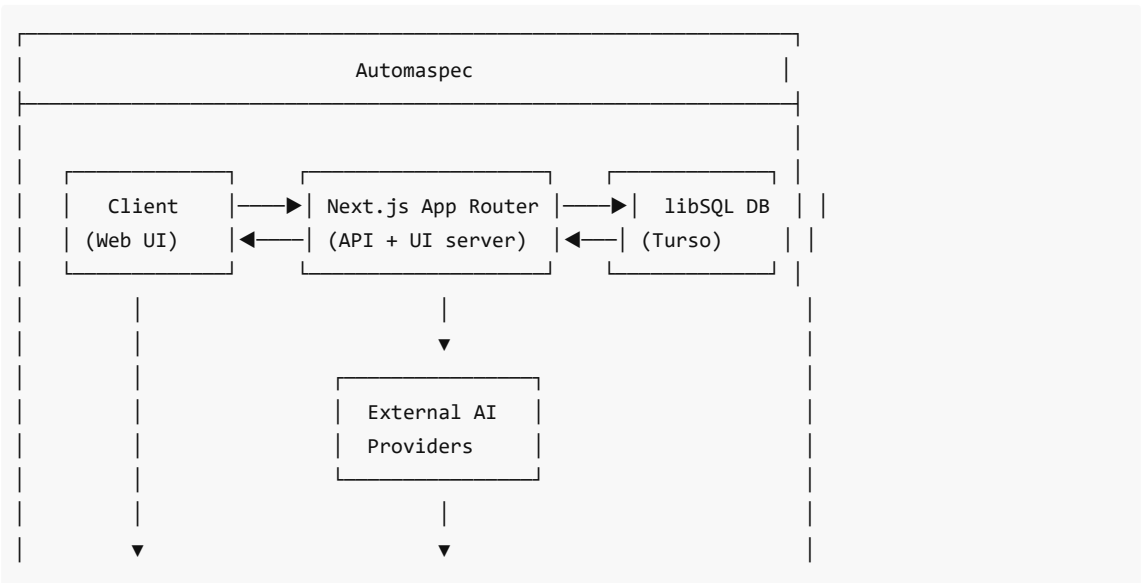 Automaspec
Client Next.js App Router libSQL DB
(Web UI) (API + UI server) (Turso)
External AI
Providers